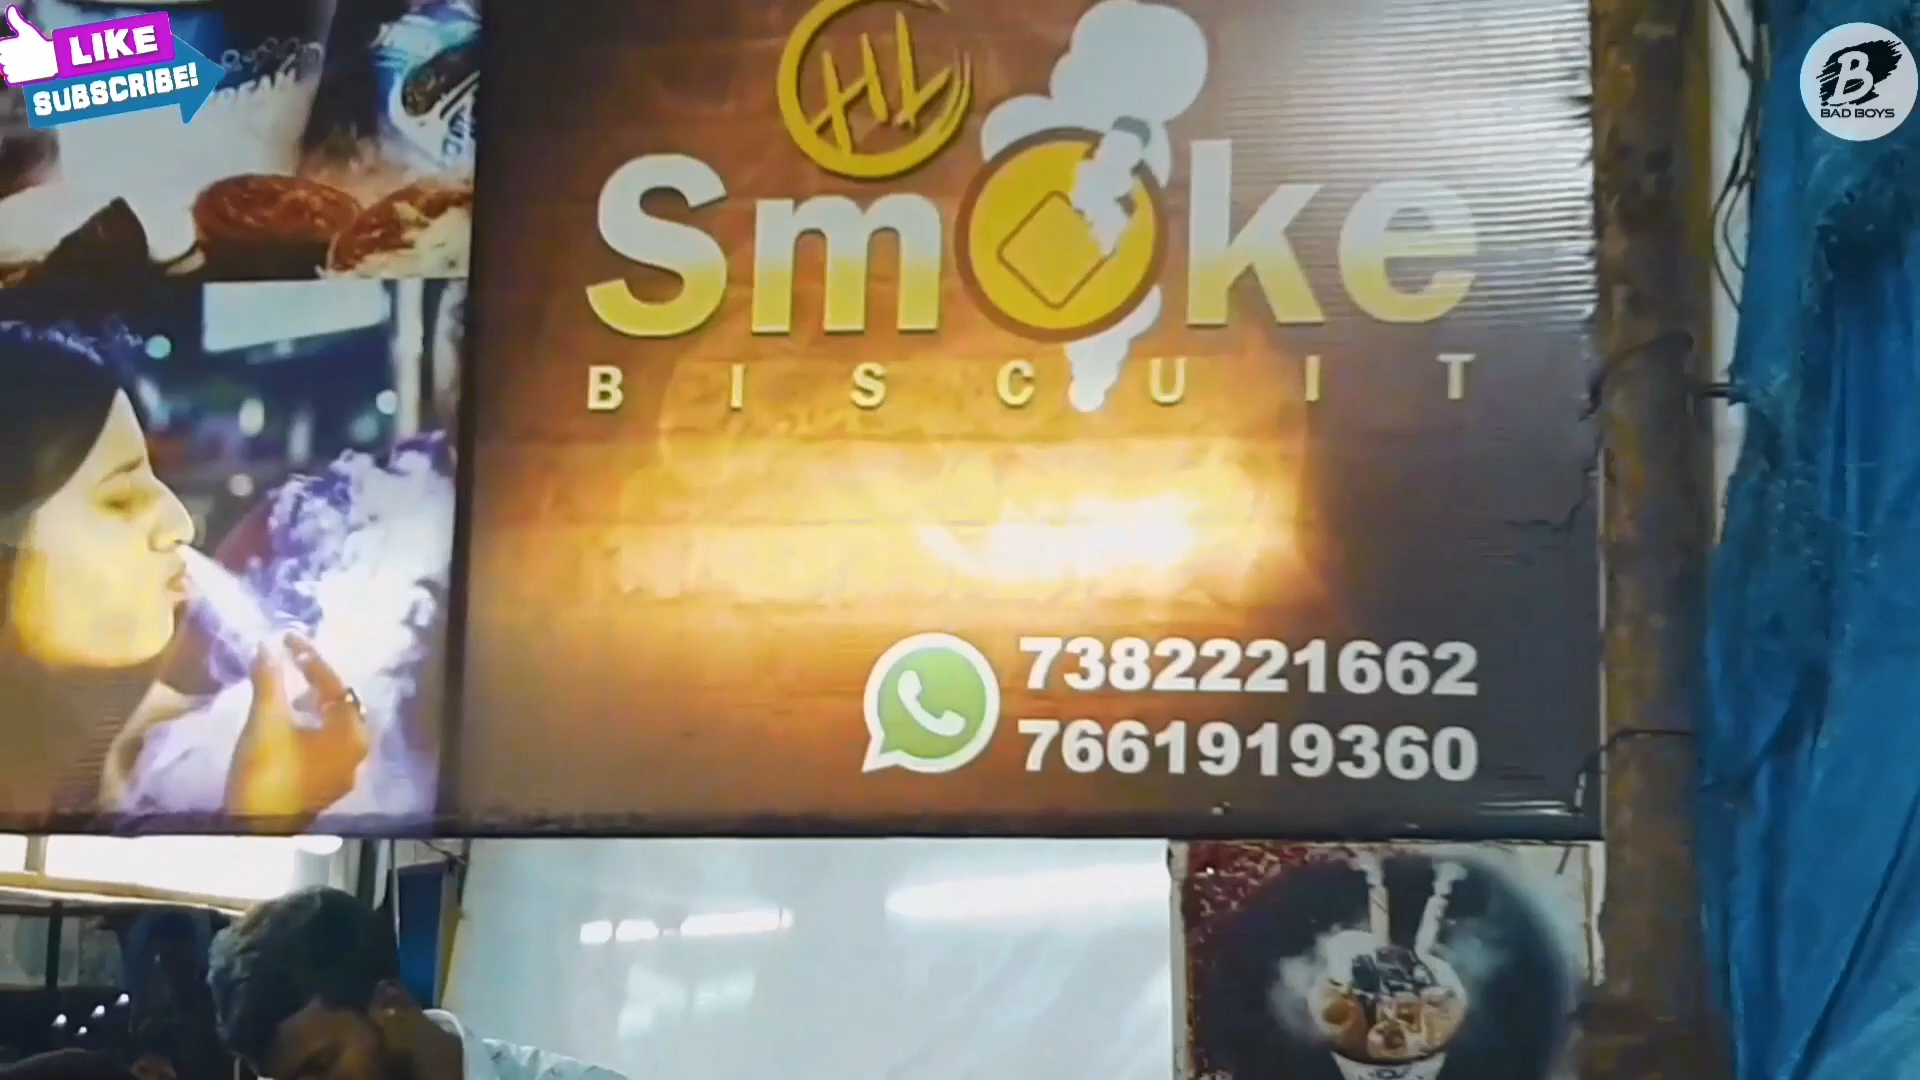 LIKE
SUBSCRIBE!
B
BAD BOYS
HL
Smoke
BISCUIT
7382221662
7661919360